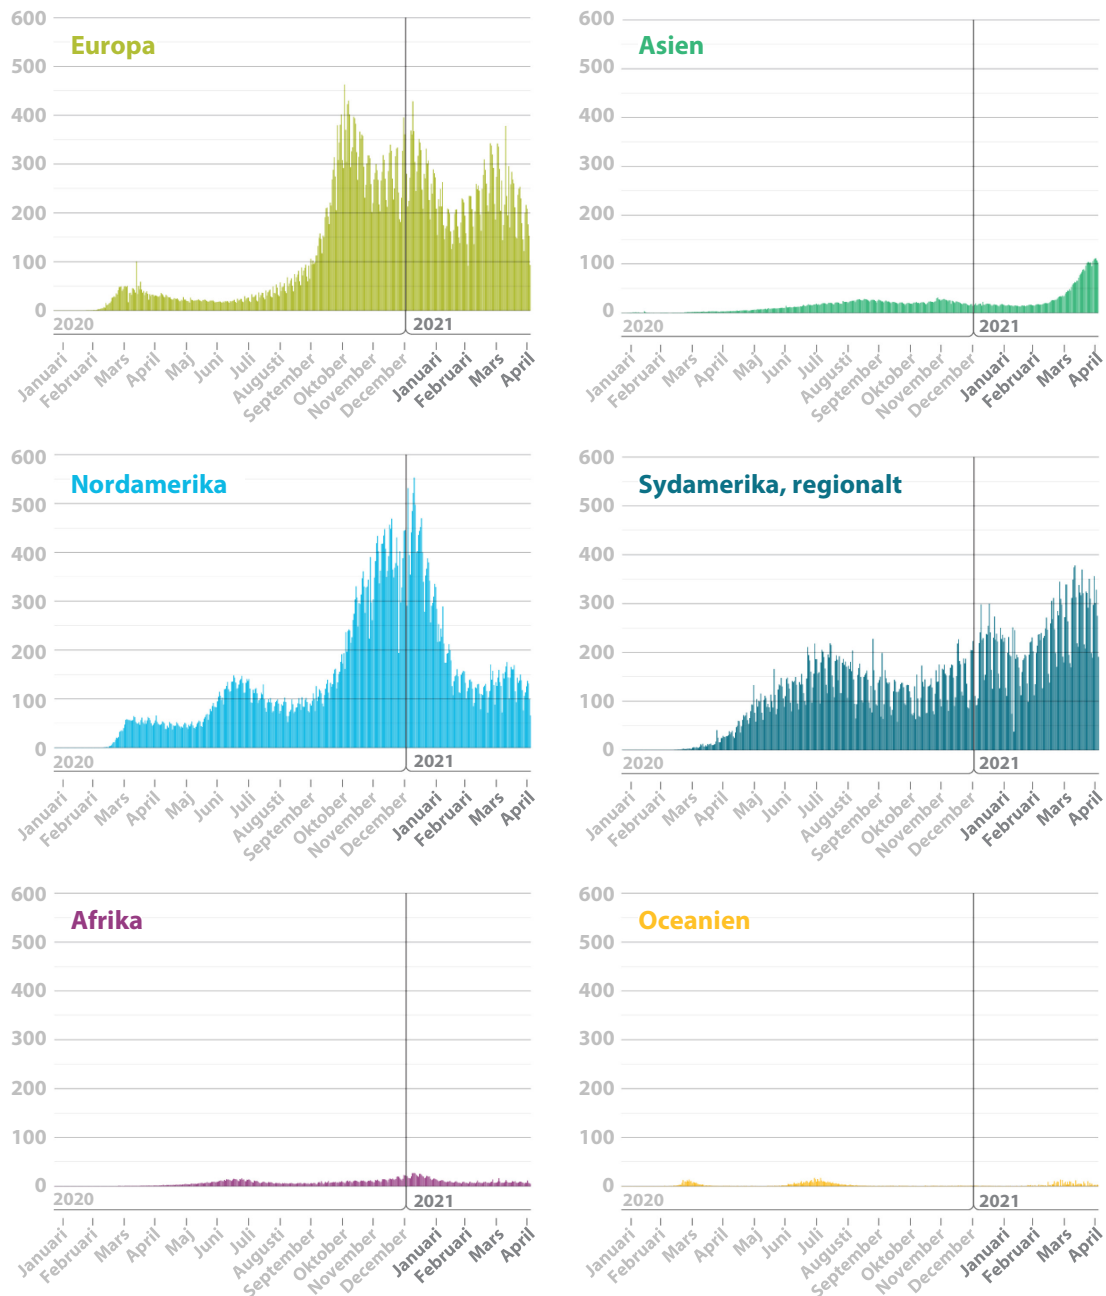 Europa
600
500
400
300
200
100
0
2020
2021
Januari
Februari
Mars
April
Maj
Juni
Juli
Augusti
September
Oktober
November
December
Januari
Februari
Mars
April
Asien
600
500
400
300
200
100
0
2020
2021
Januari
Februari
Mars
April
Maj
Juni
Juli
Augusti
September
Oktober
November
December
Januari
Februari
Mars
April
Nordamerika
600
500
400
300
200
100
0
2020
2021
Januari
Februari
Mars
April
Maj
Juni
Juli
Augusti
September
Oktober
November
December
Januari
Februari
Mars
April
Sydamerika, regionalt
600
500
400
300
200
100
0
2020
2021
Januari
Februari
Mars
April
Maj
Juni
Juli
Augusti
September
Oktober
November
December
Januari
Februari
Mars
April
Afrika
600
500
400
300
200
100
0
2020
2021
Januari
Februari
Mars
April
Maj
Juni
Juli
Augusti
September
Oktober
November
December
Januari
Februari
Mars
April
Oceanien
600
500
400
300
200
100
0
2020
2021
Januari
Februari
Mars
April
Maj
Juni
Juli
Augusti
September
Oktober
November
December
Januari
Februari
Mars
April